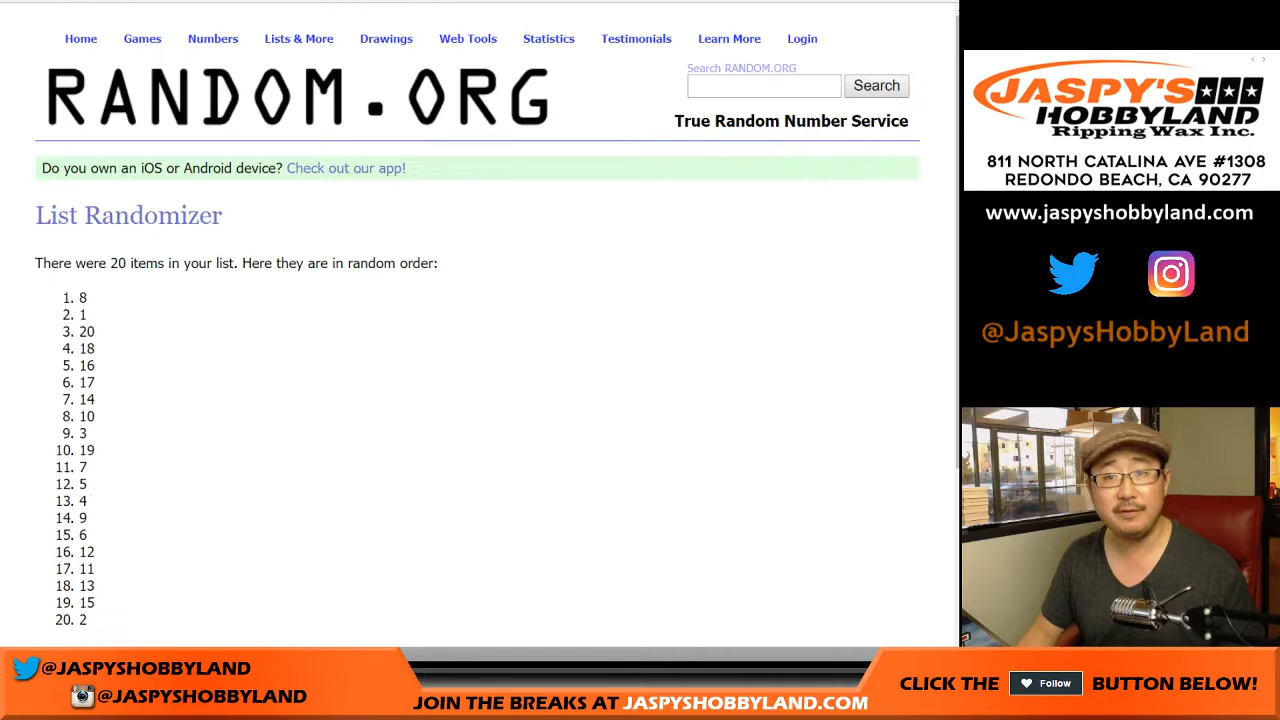 Home Games Numbers Lists & More Drawings Web Tools Statistics Testimonials Learn More Login
RANDOM.ORG
Search RANDOM.ORG
Search
True Random Number Service
Do you own an iOS or Android device? Check out our app!
List Randomizer
There were 20 items in your list. Here they are in random order:
1. 8
2. 1
3. 20
4. 18
5. 16
6. 17
7. 14
8. 10
9. 3
10. 19
11. 7
12. 5
13. 4
14. 9
15. 6
16. 12
17. 11
18. 13
19. 15
20. 2
JASPY'S
HOBBYLAND
Ripping Wax Inc.
811 NORTH CATALINA AVE #1308
REDONDO BEACH, CA 90277
www.jaspyshobbyland.com
@JaspysHobbyLand
@JASPYSHOBBYLAND
@JASPYSHOBBYLAND
JOIN THE BREAKS AT JASPYSHOBBYLAND.COM
CLICK THE Follow BUTTON BELOW!